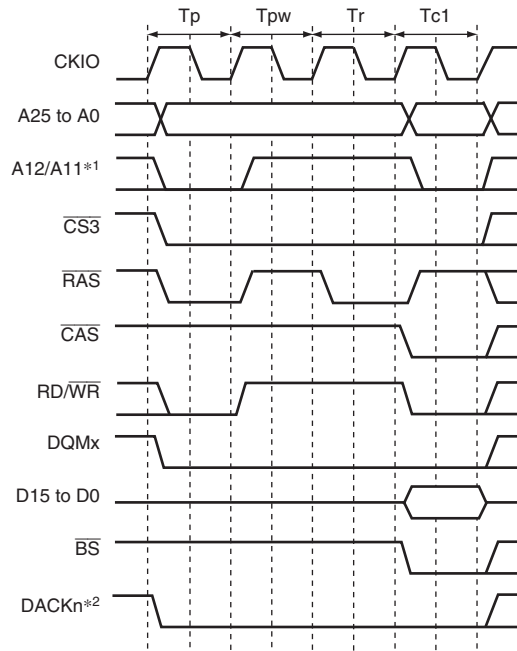 Tp Tpw Tr Tc1
CKIO
A25 to A0
A12/A11*1
CS3
RAS
CAS
RD/WR
DQMx
D15 to D0
BS
DACKn*2